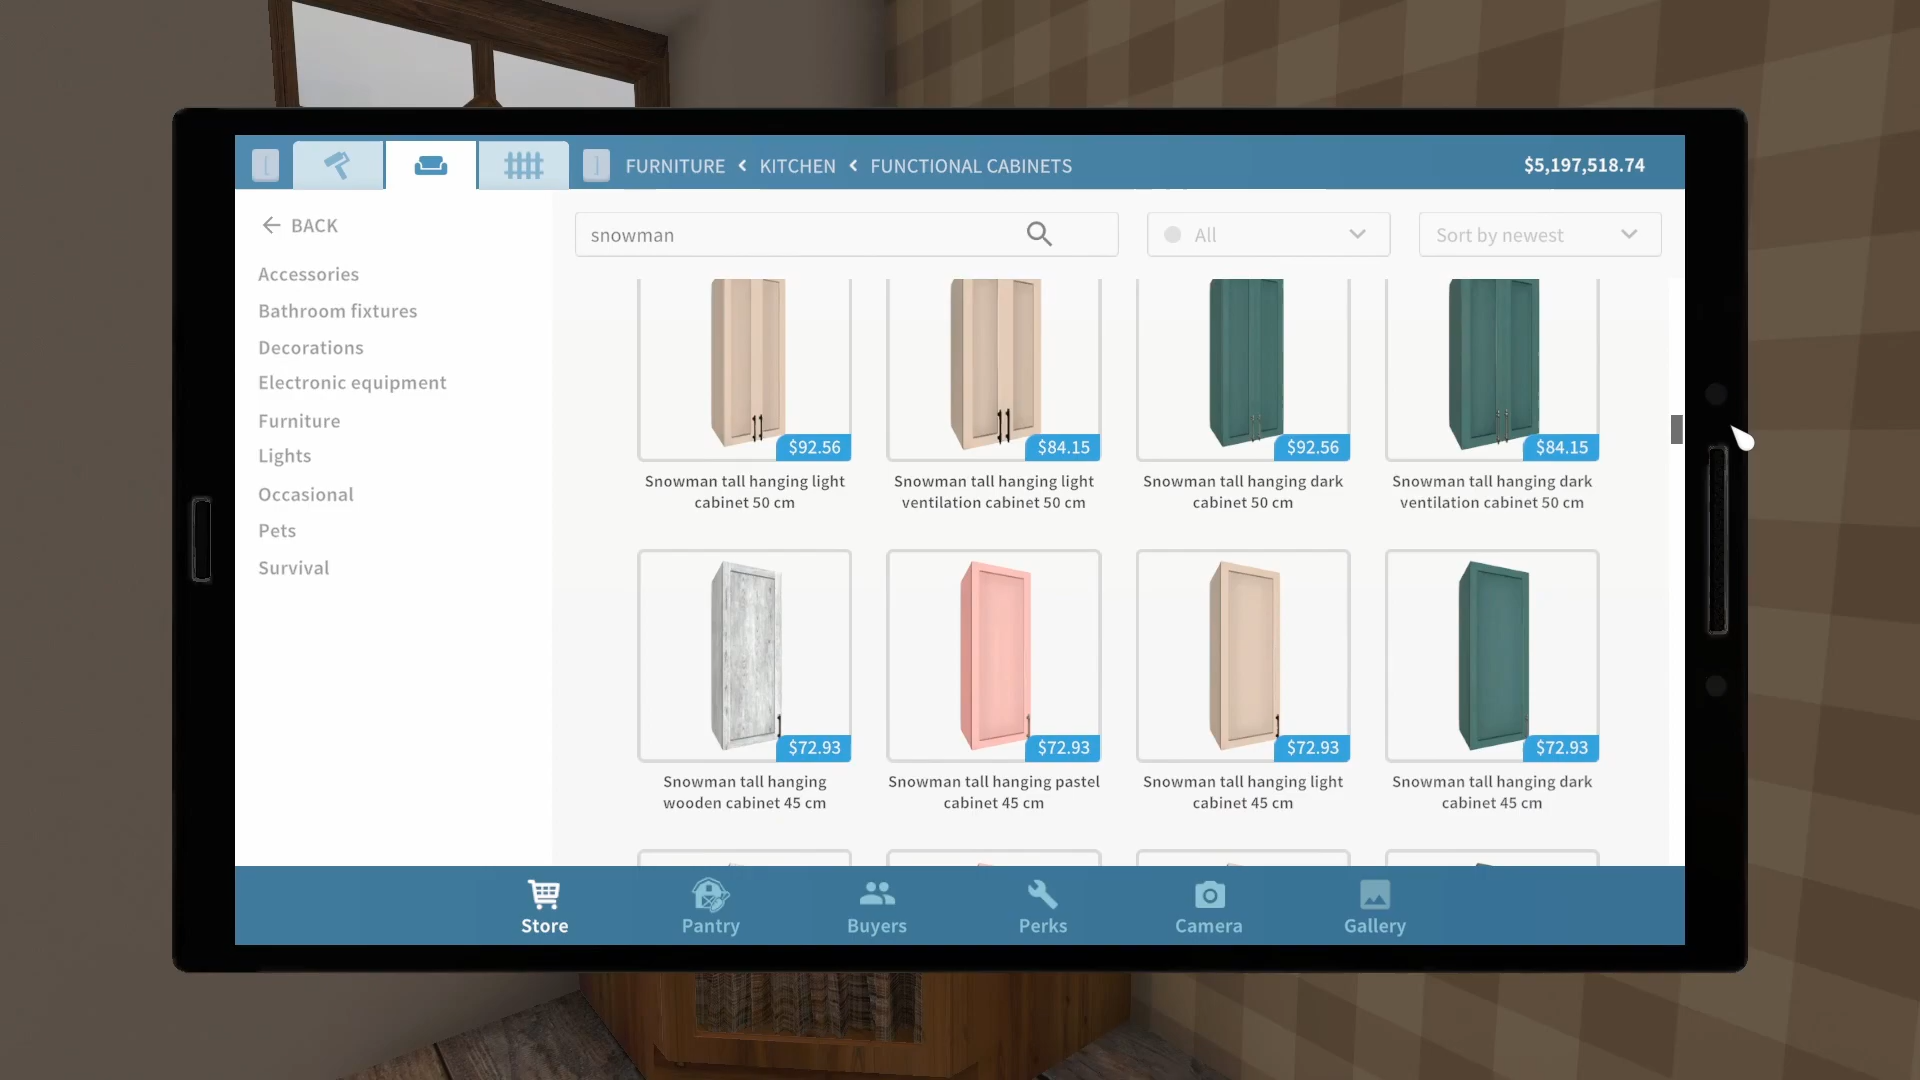 FURNITURE < KITCHEN < FUNCTIONAL CABINETS
$5,197,518.74
BACK
snowman
All
Sort by newest
Accessories
Bathroom fixtures
Decorations
Electronic equipment
Furniture
Lights
Occasional
Pets
Survival
$92.56
$84.15
$92.56
$84.15
Snowman tall hanging light
cabinet 50 cm
Snowman tall hanging light
ventilation cabinet 50 cm
Snowman tall hanging dark
cabinet 50 cm
Snowman tall hanging dark
ventilation cabinet 50 cm
$72.93
$72.93
$72.93
$72.93
Snowman tall hanging
wooden cabinet 45 cm
Snowman tall hanging pastel
cabinet 45 cm
Snowman tall hanging light
cabinet 45 cm
Snowman tall hanging dark
cabinet 45 cm
Store
Pantry
Buyers
Perks
Camera
Gallery